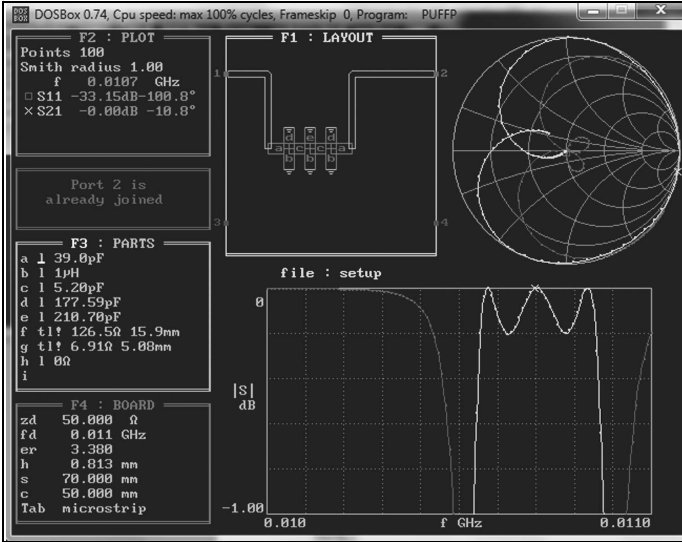 DOSBox 0.74, Cpu speed: max 100% cycles, Frameskip 0, Program: PUFFP
F2 : PLOT
Points 100
Smith radius 1.00
f 0.0107 GHz
□ S11 -33.15dB-100.8°
× S21 -0.00dB -10.8°
Port 2 is
already joined
F3 : PARTS
a l 39.0pF
b l 1µH
c l 5.20pF
d l 177.59pF
e l 210.70pF
f tl! 126.5Ω 15.9mm
g tl! 6.91Ω 5.08mm
h l 0Ω
i
F4 : BOARD
zd 50.000 Ω
fd 0.011 GHz
er 3.380
h 0.813 mm
s 70.000 mm
c 50.000 mm
Tab microstrip
F1 : LAYOUT
1 2
d e d
a c c a
b b b
3 4
file : setup
0
|S|
dB
-1.00
0.010 f GHz 0.0110